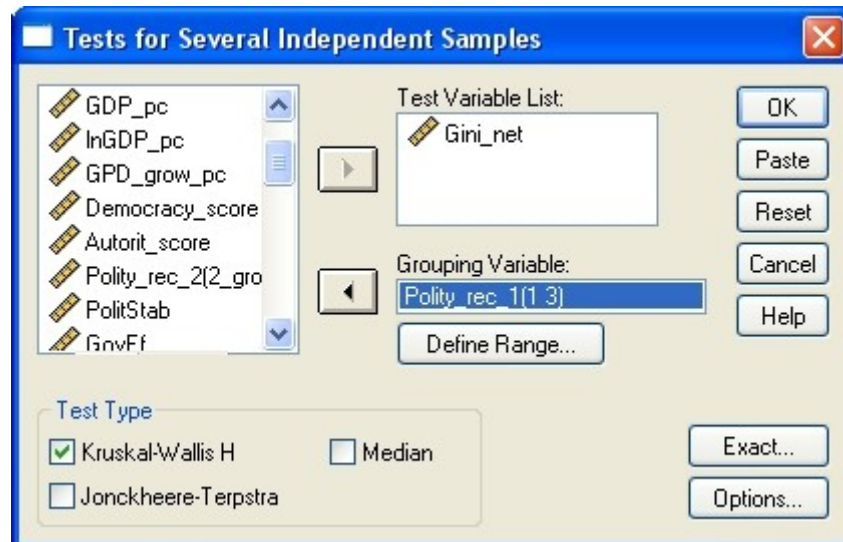 Tests for Several Independent Samples
GDP_pc
lnGDP_pc
GPD_grow_pc
Democracy_score
Autorit_score
Polity_rec_2(2_gro
PolitStab
GovEf
Test Variable List:
Gini_net
Grouping Variable:
Polity_rec_1(1 3)
Define Range...
OK
Paste
Reset
Cancel
Help
Test Type
Kruskal-Wallis H
Median
Jonckheere-Terpstra
Exact...
Options...